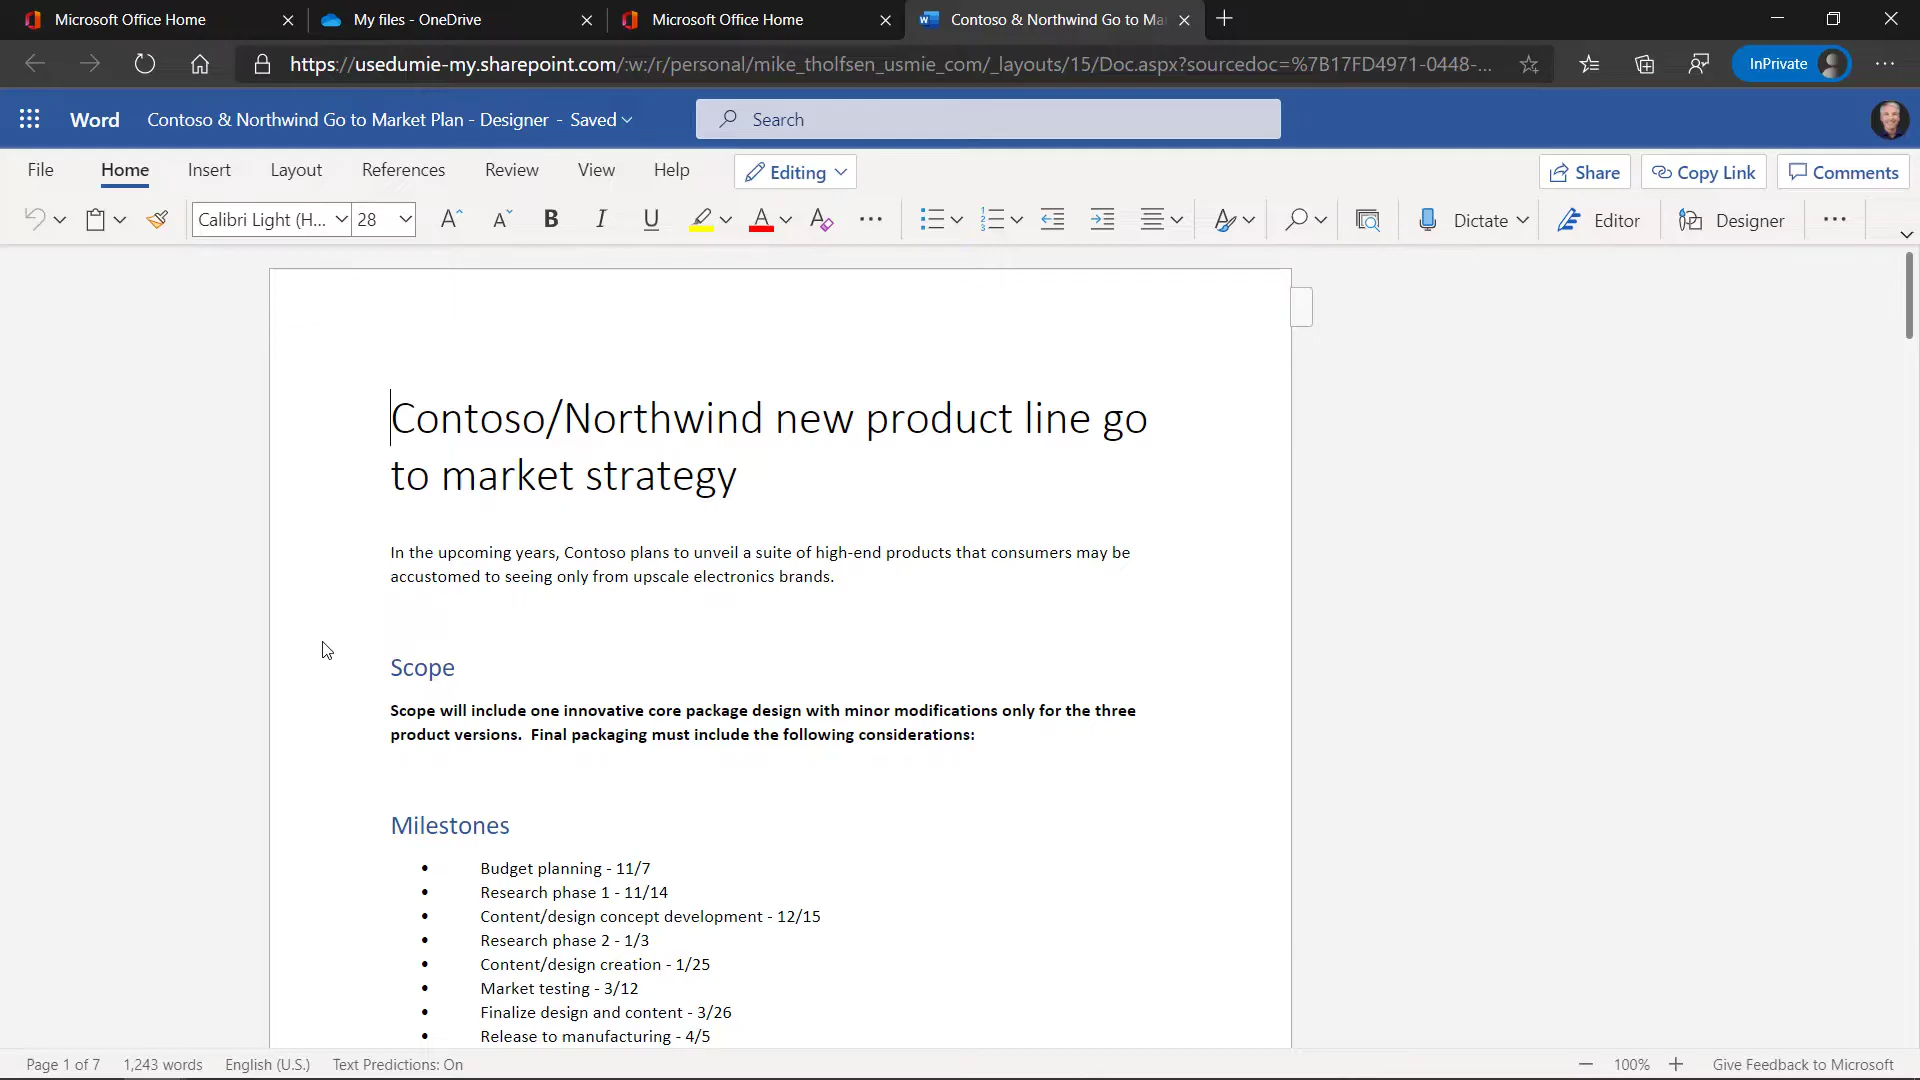 Microsoft Office Home
My files - OneDrive
Microsoft Office Home
Contoso & Northwind Go to Ma
https://usedumie-my.sharepoint.com/:w:/r/personal/mike_tholfsen_usmie_com/_layouts/15/Doc.aspx?sourcedoc=%7B17FD4971-0448-...
InPrivate
Word
Contoso & Northwind Go to Market Plan - Designer - Saved
Search
File
Home
Insert
Layout
References
Review
View
Help
Editing
Share
Copy Link
Comments
Calibri Light (H...
28
Dictate
Editor
Designer
Contoso/Northwind new product line go
to market strategy
In the upcoming years, Contoso plans to unveil a suite of high-end products that consumers may be
accustomed to seeing only from upscale electronics brands.
Scope
Scope will include one innovative core package design with minor modifications only for the three
product versions.  Final packaging must include the following considerations:
Milestones
• Budget planning - 11/7
• Research phase 1 - 11/14
• Content/design concept development - 12/15
• Research phase 2 - 1/3
• Content/design creation - 1/25
• Market testing - 3/12
• Finalize design and content - 3/26
• Release to manufacturing - 4/5
Page 1 of 7
1,243 words
English (U.S.)
Text Predictions: On
100%
Give Feedback to Microsoft